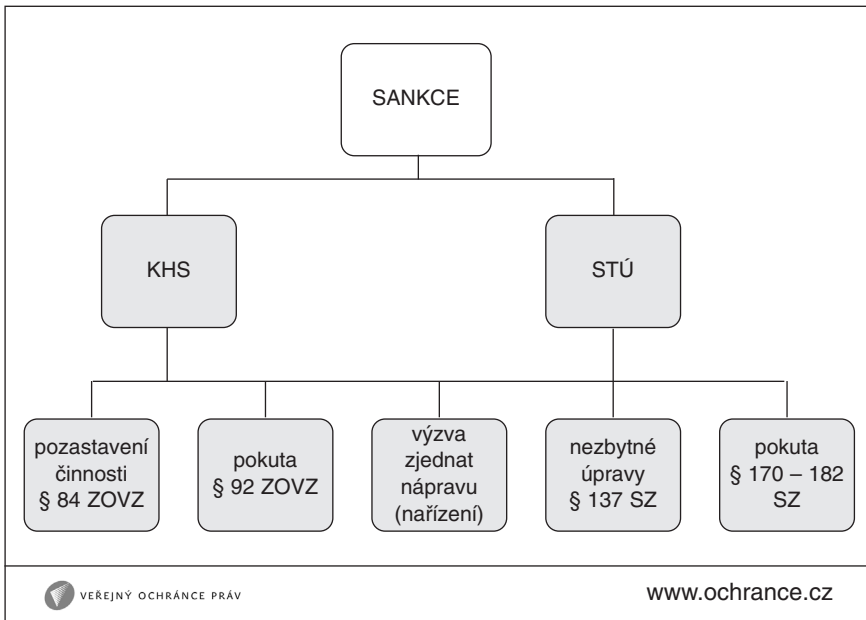 SANKCE
KHS
STÚ
pozastavení
činnosti
§ 84 ZOVZ
pokuta
§ 92 ZOVZ
výzva
zjednat
nápravu
(nařízení)
nezbytné
úpravy
§ 137 SZ
pokuta
§ 170 – 182
SZ
VEŘEJNÝ OCHRÁNCE PRÁV
www.ochrance.cz